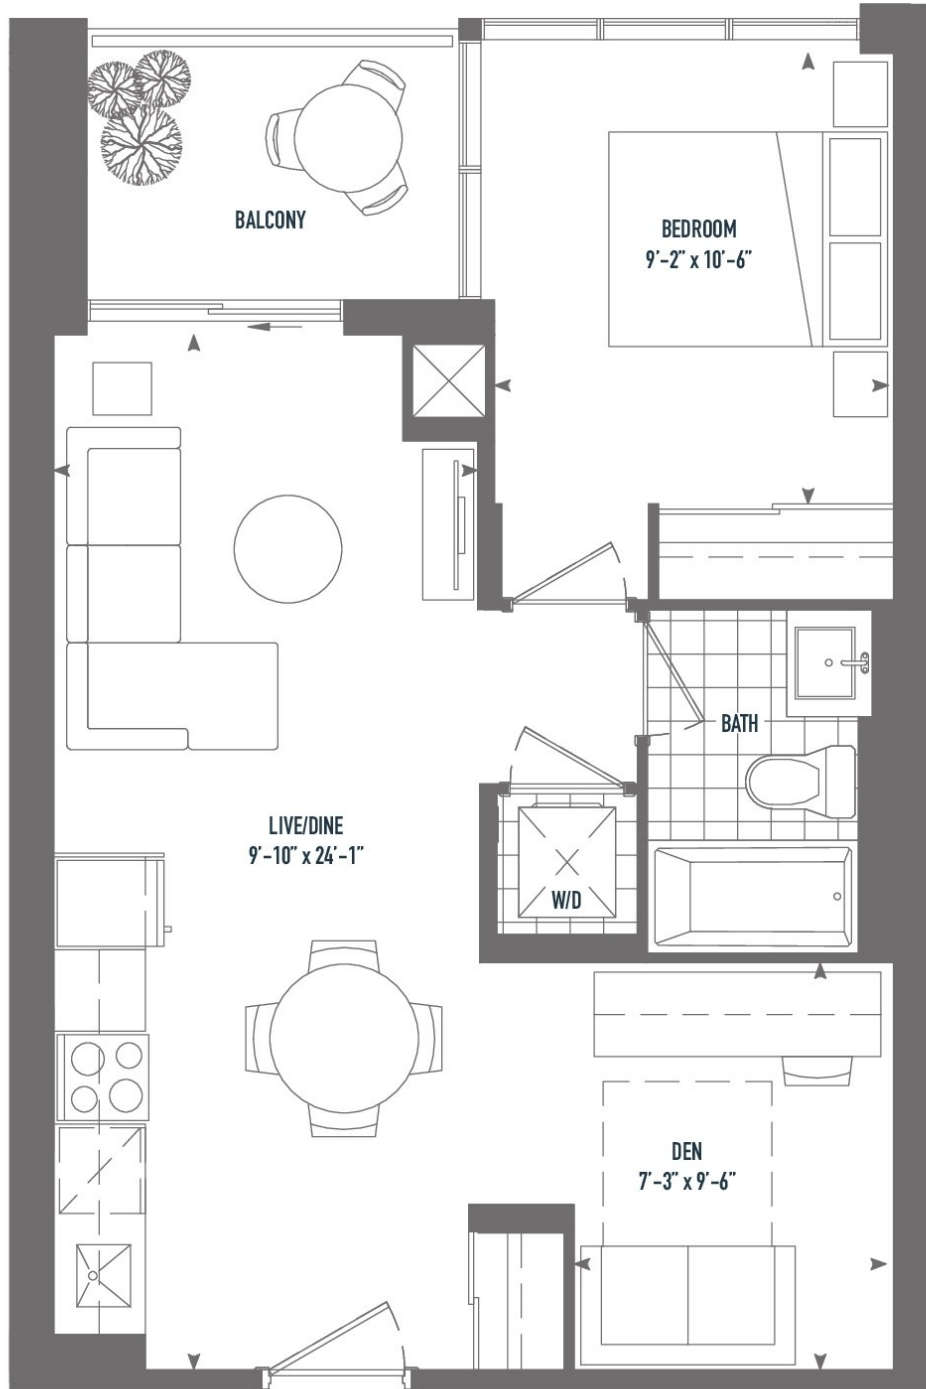 BALCONY
BEDROOM
9'-2" x 10'-6"
BATH
LIVE/DINE
9'-10" x 24'-1"
W/D
DEN
7'-3" x 9'-6"